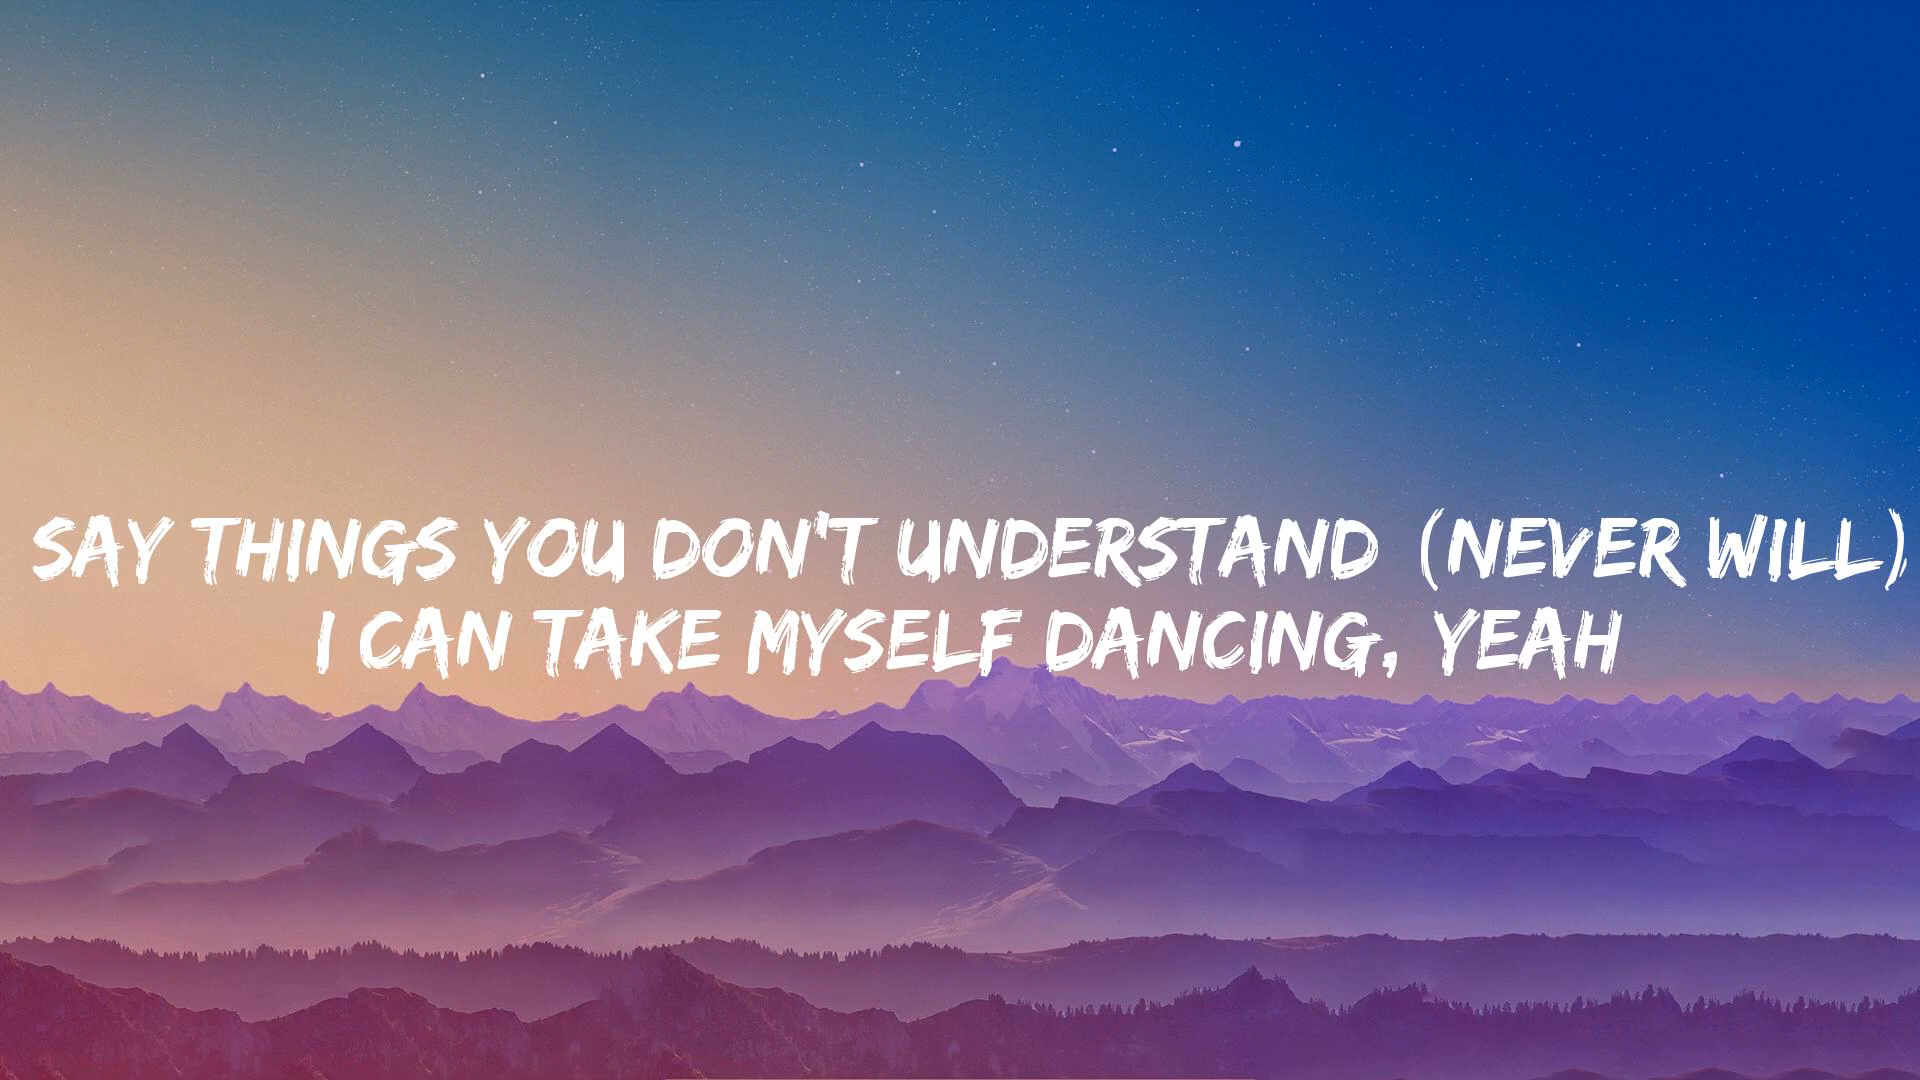 SAY THINGS YOU DON'T UNDERSTAND (NEVER WILL)
I CAN TAKE MYSELF DANCING, YEAH